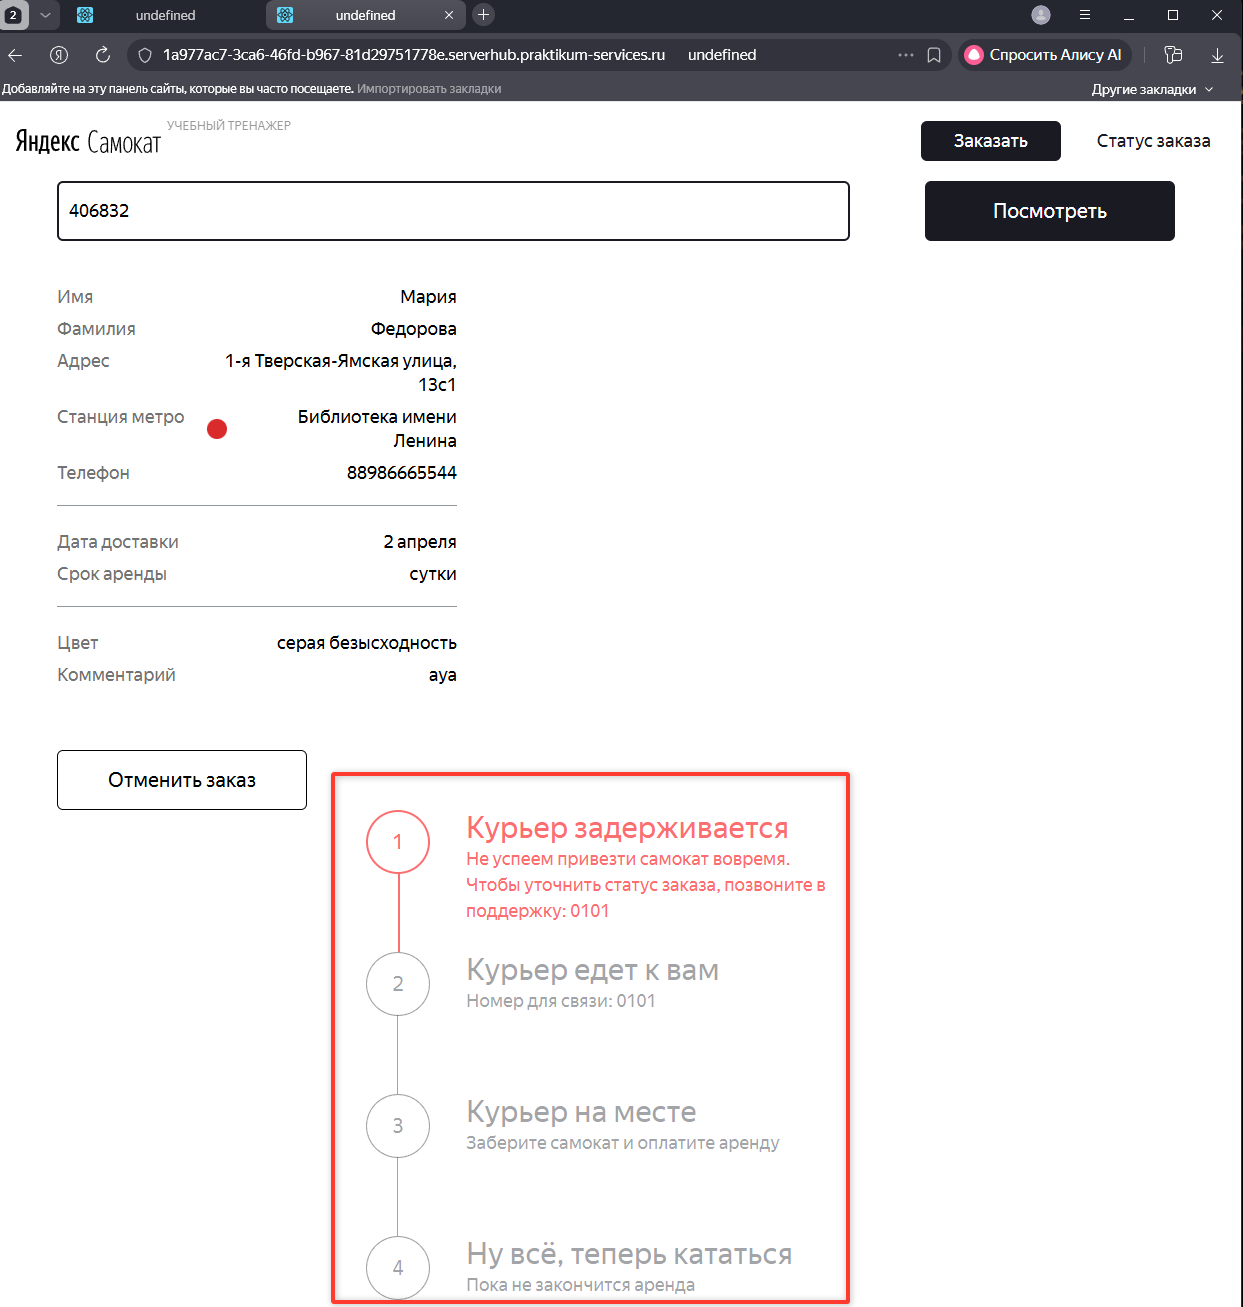 2
undefined
undefined
1a977ac7-3ca6-46fd-b967-81d29751778e.serverhub.praktikum-services.ru undefined
Спросить Алису AI
Добавляйте на эту панель сайты, которые вы часто посещаете. Импортировать закладки
Другие закладки
Яндекс Самокат
УЧЕБНЫЙ ТРЕНАЖЕР
Заказать
Статус заказа
406832
Посмотреть
Имя Мария
Фамилия Федорова
Адрес 1-я Тверская-Ямская улица,
13с1
Станция метро Библиотека имени
Ленина
Телефон 88986665544
Дата доставки 2 апреля
Срок аренды сутки
Цвет серая безысходность
Комментарий ауа
Отменить заказ
1 Курьер задерживается
Не успеем привезти самокат вовремя.
Чтобы уточнить статус заказа, позвоните в
поддержку: 0101
2 Курьер едет к вам
Номер для связи: 0101
3 Курьер на месте
Заберите самокат и оплатите аренду
4 Ну всё, теперь кататься
Пока не закончится аренда